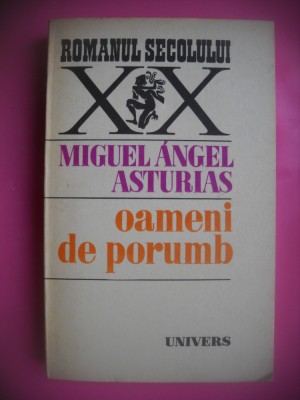 ROMANUL SECOLULUI
XX
MIGUEL ÁNGEL
ASTURIAS
oameni
de porumb
UNIVERS